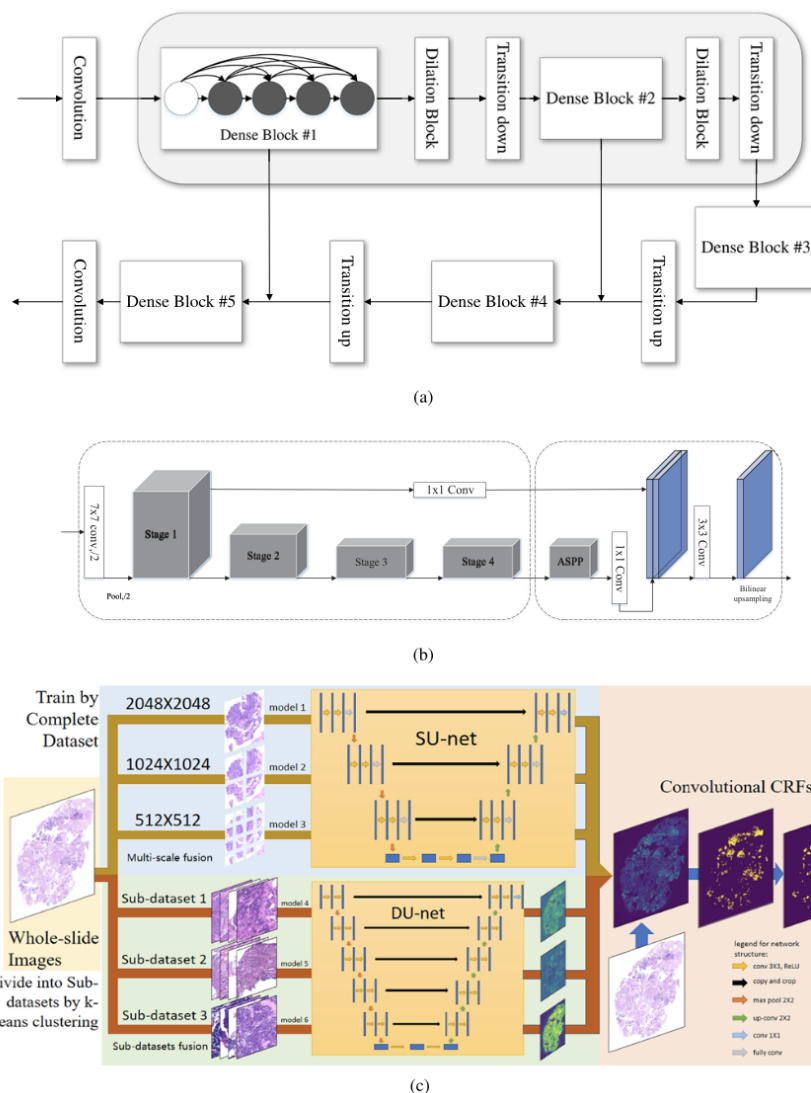 Convolution
Dense Block #1
Dilation Block
Transition down
Dense Block #2
Dilation Block
Transition down
Dense Block #3
Convolution
Dense Block #5
Transition up
Dense Block #4
Transition up
(a)
7x7 conv,/2
Pool,/2
Stage 1
Stage 2
Stage 3
Stage 4
1x1 Conv
ASPP
1x1 Conv
3x3 Conv
Bilinear
upsampling
(b)
Train by
Complete
Dataset
2048X2048
model 1
1024X1024
model 2
512X512
model 3
Multi-scale fusion
SU-net
Whole-slide
Images
ivide into Sub-
datasets by k-
eans clustering
Sub-dataset 1
model 4
Sub-dataset 2
model 5
Sub-dataset 3
model 6
Sub-datasets fusion
DU-net
Convolutional CRFs
legend for network
structure:
conv 3X3, ReLU
copy and crop
max pool 2X2
up-conv 2X2
conv 1X1
fully conv
(c)